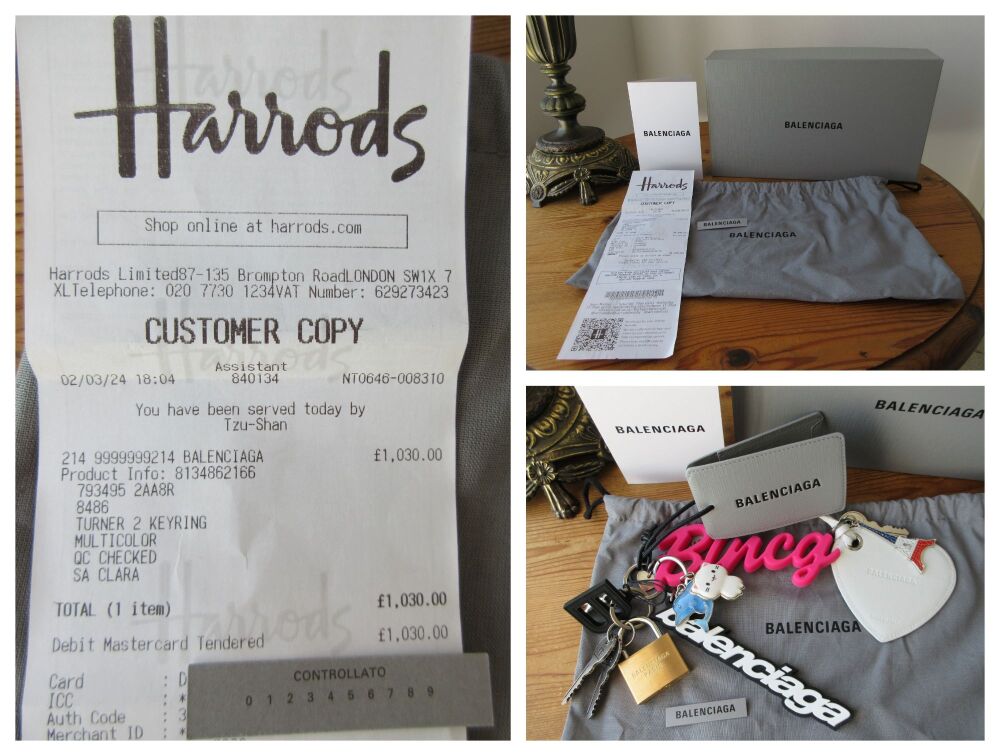 Harrods
Shop online at harrods.com
Harrods Limited87-135 Brompton RoadLONDON SW1X 7
XLTelephone: 020 7730 1234VAT Number: 629273423
CUSTOMER COPY
Assistant
02/03/24 18:04 840134 NT0646-008310
You have been served today by
Tzu-Shan
214 9999999214 BALENCIAGA £1,030.00
Product Info: 8134862166
793495 2AA8R
8486
TURNER 2 KEYRING
MULTICOLOR
QC CHECKED
SA CLARA
TOTAL (1 item) £1,030.00
Debit Mastercard Tendered £1,030.00
Card : D
ICC : *
Auth Code : 3
Merchant ID : *
CONTROLLATO
0 1 2 3 4 5 6 7 8 9
BALENCIAGA
BALENCIAGA
Harrods
CUSTOMER COPY
BALENCIAGA
BALENCIAGA
BALENCIAGA
BALENCIAGA
BALENCIAGA
Bincg
BALENCIAGA
BALENCIAGA
BALENCIAGA
balenciaga
BALENCIAGA